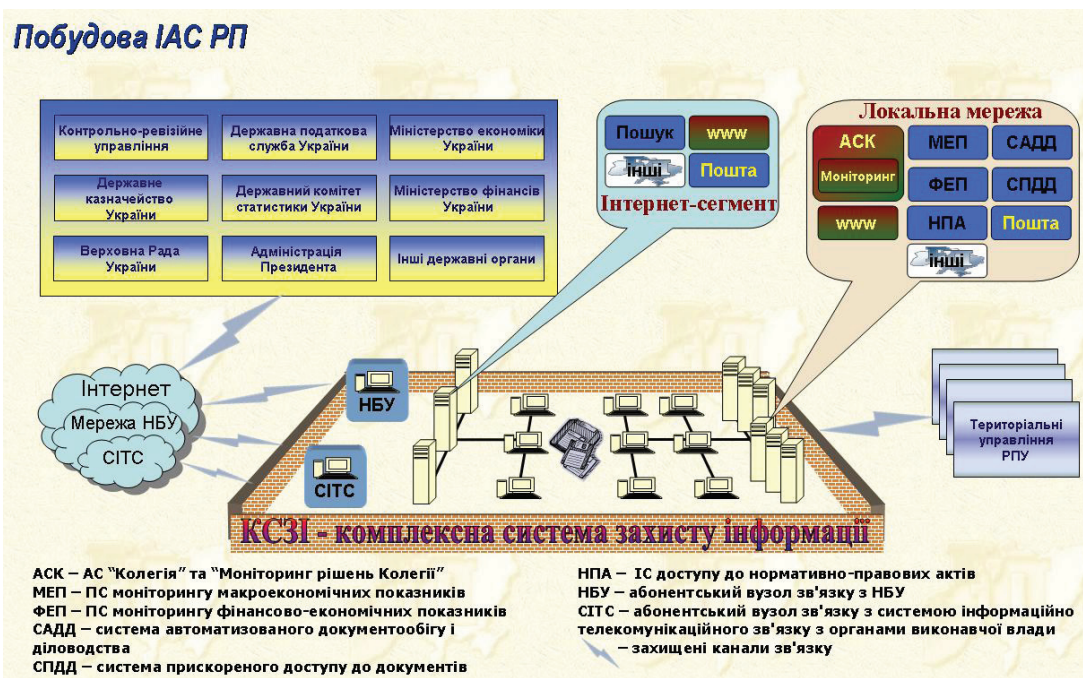 Побудова ІАС РП
Контрольно-ревізійне
управління
Державна податкова
служба України
Міністерство економіки
України
Державне
казначейство
України
Державний комітет
статистики України
Міністерство фінансів
України
Верховна Рада
України
Адміністрація
Президента
Інші державні органи
Пошук
www
інші
Пошта
Інтернет-сегмент
Локальна мережа
АСК
Моніторинг
МЕП
САДД
ФЕП
СПДД
www
НПА
Пошта
інші
Інтернет
Мережа НБУ
СІТС
НБУ
СІТС
Територіальні
управління
РПУ
КСЗІ - комплексна система захисту інформації
АСК – АС “Колегія” та “Моніторинг рішень Колегії”
МЕП – ПС моніторингу макроекономічних показників
ФЕП – ПС моніторингу фінансово-економічних показників
САДД – система автоматизованого документообігу і
діловодства
СПДД – система прискореного доступу до документів
НПА – ІС доступу до нормативно-правових актів
НБУ – абонентський вузол зв'язку з НБУ
СІТС – абонентський вузол зв'язку з системою інформаційно
телекомунікаційного зв'язку з органами виконавчої влади
– захищені канали зв'язку